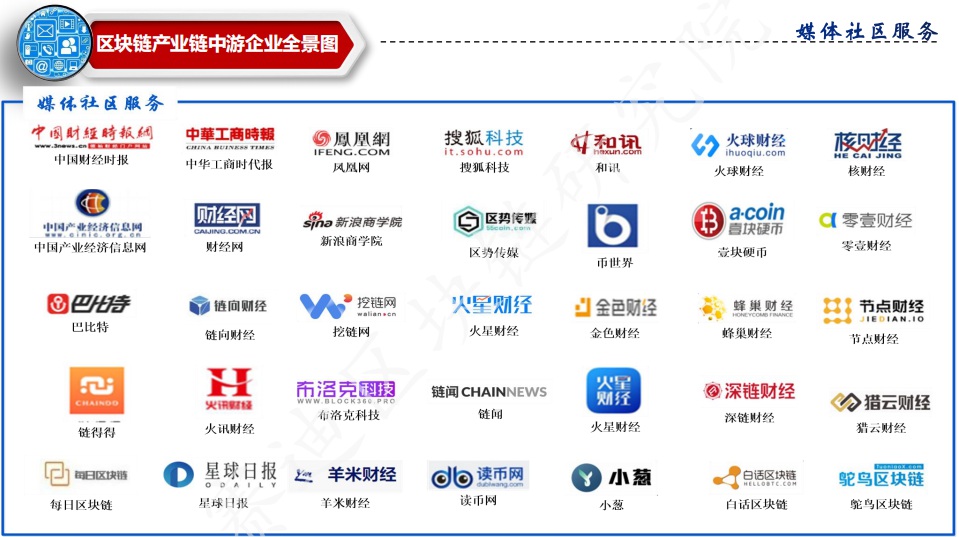 区块链产业链中游企业全景图
媒体社区服务
媒体社区服务
中國財經時報網
www.3news.cn
中国财经时报
中華工商時報
CHINA BUSINESS TIMES
中华工商时代报
鳳凰網
IFENG.COM
凤凰网
搜狐科技
it.sohu.com
搜狐科技
和讯
hexun.com
和讯
火球财经
ihuoqiu.com
火球财经
核财经
HE CAI JING
核财经
中国产业经济信息网
www.cinic.org.cn
中国产业经济信息网
财经网
CAIJING.COM.CN
财经网
sina 新浪商学院
新浪商学院
区势传媒
55coin.com
区势传媒
币世界
a·coin
壹块硬币
壹块硬币
零壹财经
零壹财经
巴比特
巴比特
链向财经
链向财经
挖链网
walian.cn
挖链网
火星财经
火星财经
金色财经
金色财经
蜂巢财经
HONEYCOMB FINANCE
蜂巢财经
节点财经
JIEDIAN.IO
节点财经
CHAINDD
链得得
火讯财经
火讯财经
布洛克科技
WWW.BLOCK360.PRO
布洛克科技
链闻 CHAINNEWS
链闻
火星
财经
火星财经
深链财经
深链财经
猎云财经
猎云财经
每日区块链
每日区块链
星球日报
ODAILY
星球日报
羊米财经
羊米财经
读币网
dubiwang.com
读币网
小葱
小葱
白话区块链
HELLOBTC.COM
白话区块链
鸵鸟区块链
鸵鸟区块链